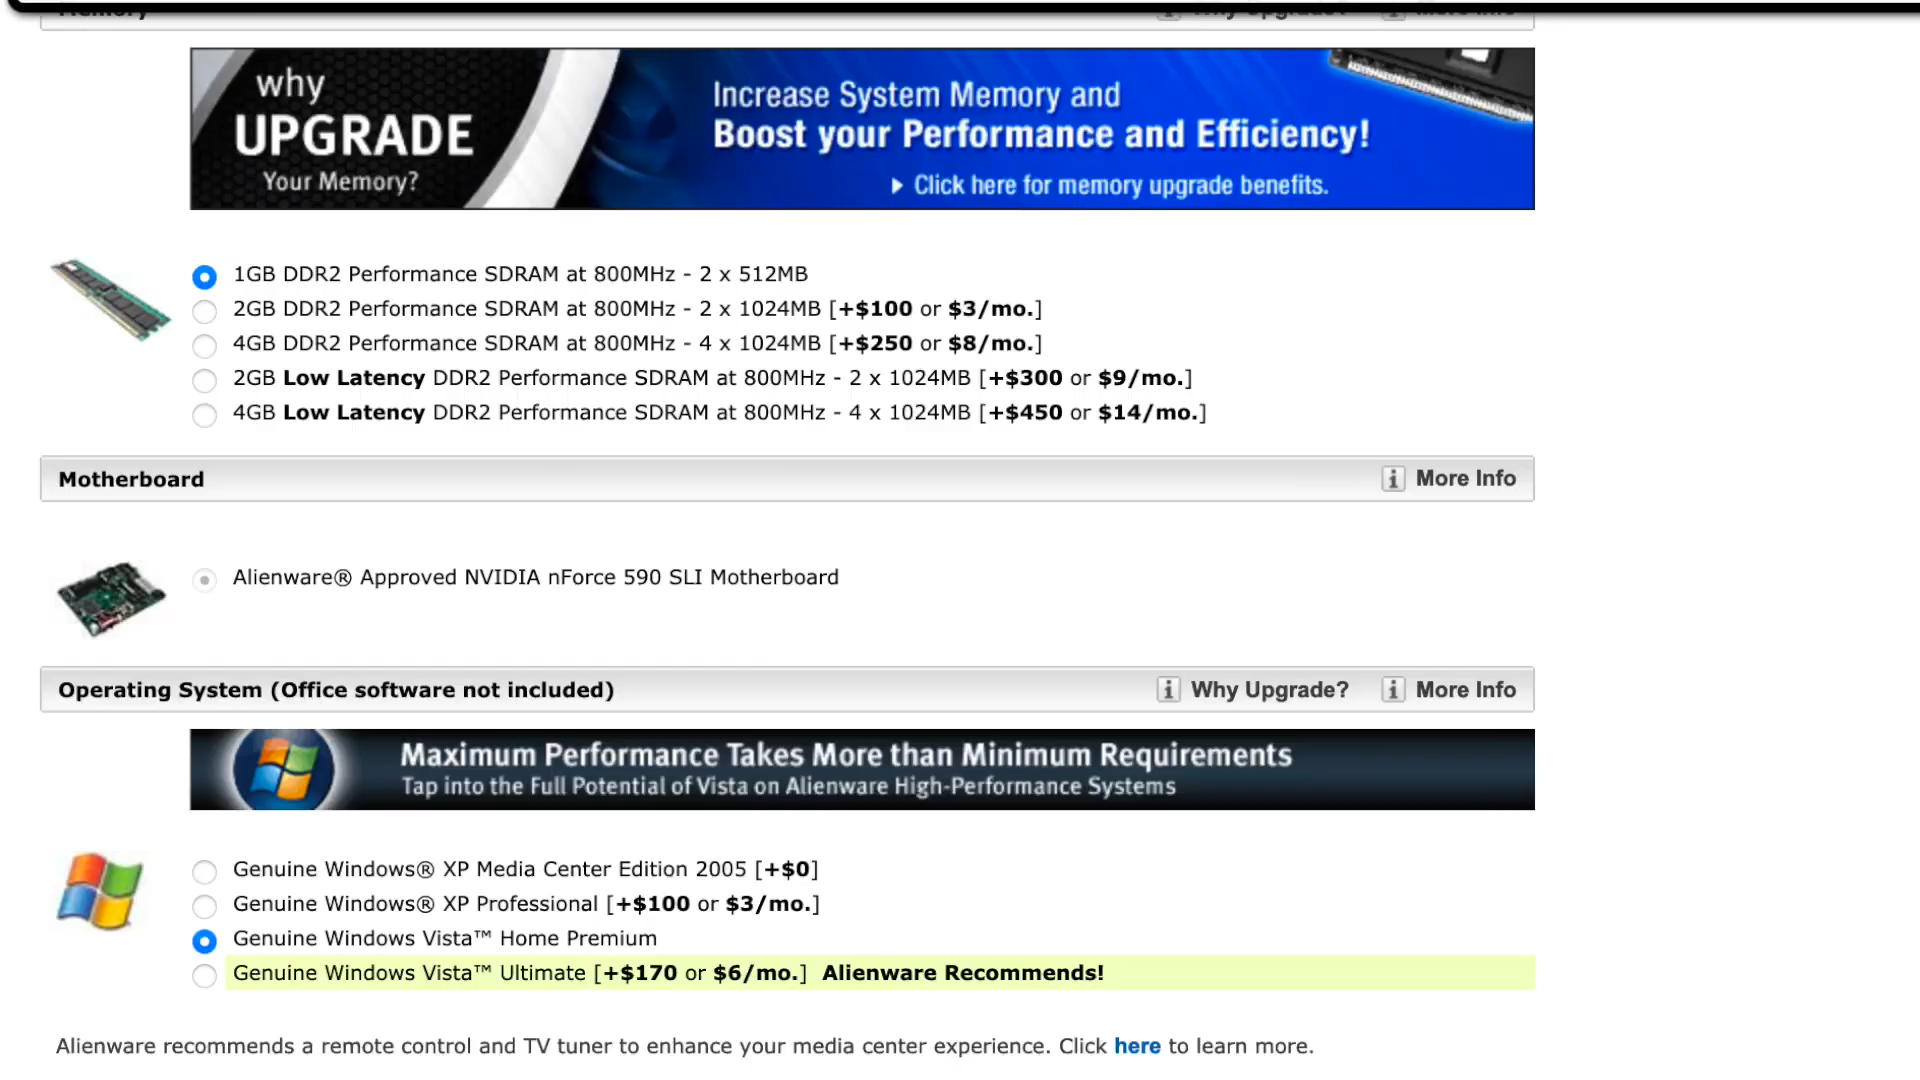 Memory
Why Upgrade? More Info
why
UPGRADE
Your Memory?
Increase System Memory and
Boost your Performance and Efficiency!
Click here for memory upgrade benefits.
1GB DDR2 Performance SDRAM at 800MHz - 2 x 512MB
2GB DDR2 Performance SDRAM at 800MHz - 2 x 1024MB [+$100 or $3/mo.]
4GB DDR2 Performance SDRAM at 800MHz - 4 x 1024MB [+$250 or $8/mo.]
2GB Low Latency DDR2 Performance SDRAM at 800MHz - 2 x 1024MB [+$300 or $9/mo.]
4GB Low Latency DDR2 Performance SDRAM at 800MHz - 4 x 1024MB [+$450 or $14/mo.]
Motherboard i More Info
Alienware® Approved NVIDIA nForce 590 SLI Motherboard
Operating System (Office software not included) i Why Upgrade? i More Info
Maximum Performance Takes More than Minimum Requirements
Tap into the Full Potential of Vista on Alienware High-Performance Systems
Genuine Windows® XP Media Center Edition 2005 [+$0]
Genuine Windows® XP Professional [+$100 or $3/mo.]
Genuine Windows Vista™ Home Premium
Genuine Windows Vista™ Ultimate [+$170 or $6/mo.] Alienware Recommends!
Alienware recommends a remote control and TV tuner to enhance your media center experience. Click here to learn more.